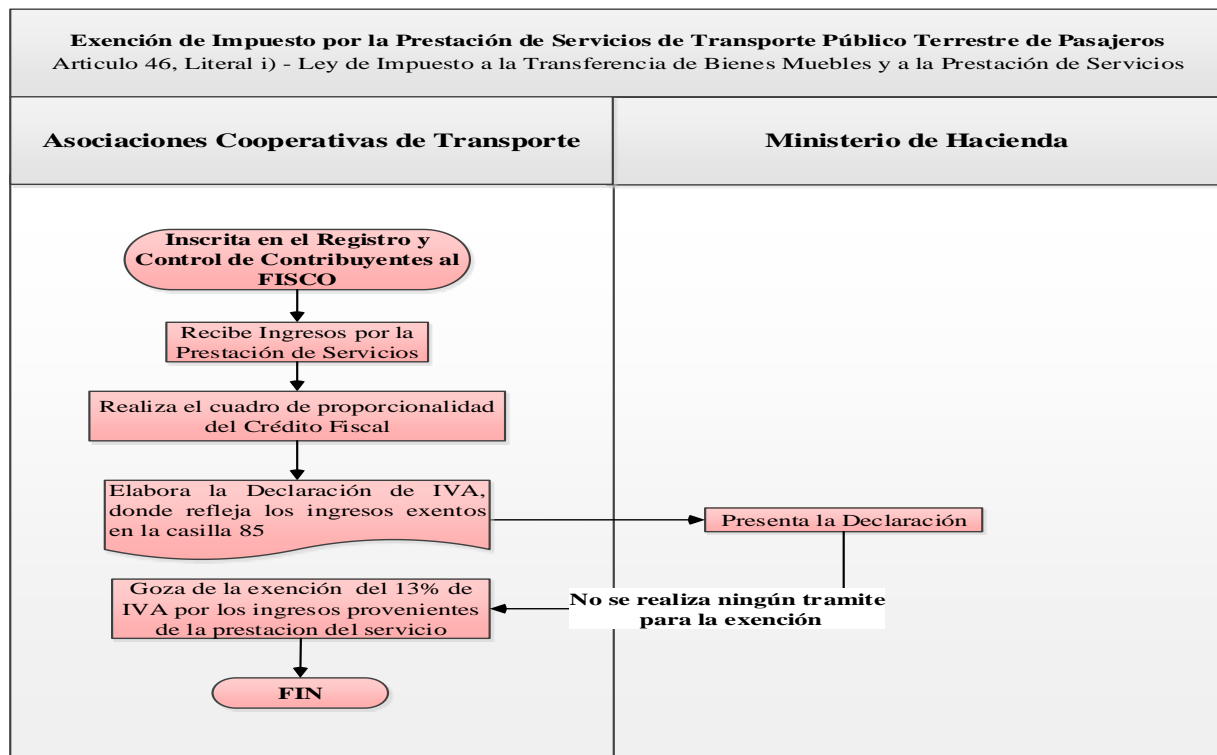 Exención de Impuesto por la Prestación de Servicios de Transporte Público Terrestre de Pasajeros
Articulo 46, Literal i) - Ley de Impuesto a la Transferencia de Bienes Muebles y a la Prestación de Servicios
Asociaciones Cooperativas de Transporte
Ministerio de Hacienda
Inscrita en el Registro y
Control de Contribuyentes al
FISCO
Recibe Ingresos por la
Prestación de Servicios
Realiza el cuadro de proporcionalidad
del Crédito Fiscal
Elabora la Declaración de IVA,
donde refleja los ingresos exentos
en la casilla 85
Presenta la Declaración
No se realiza ningún tramite
para la exención
Goza de la exención del 13% de
IVA por los ingresos provenientes
de la prestacion del servicio
FIN